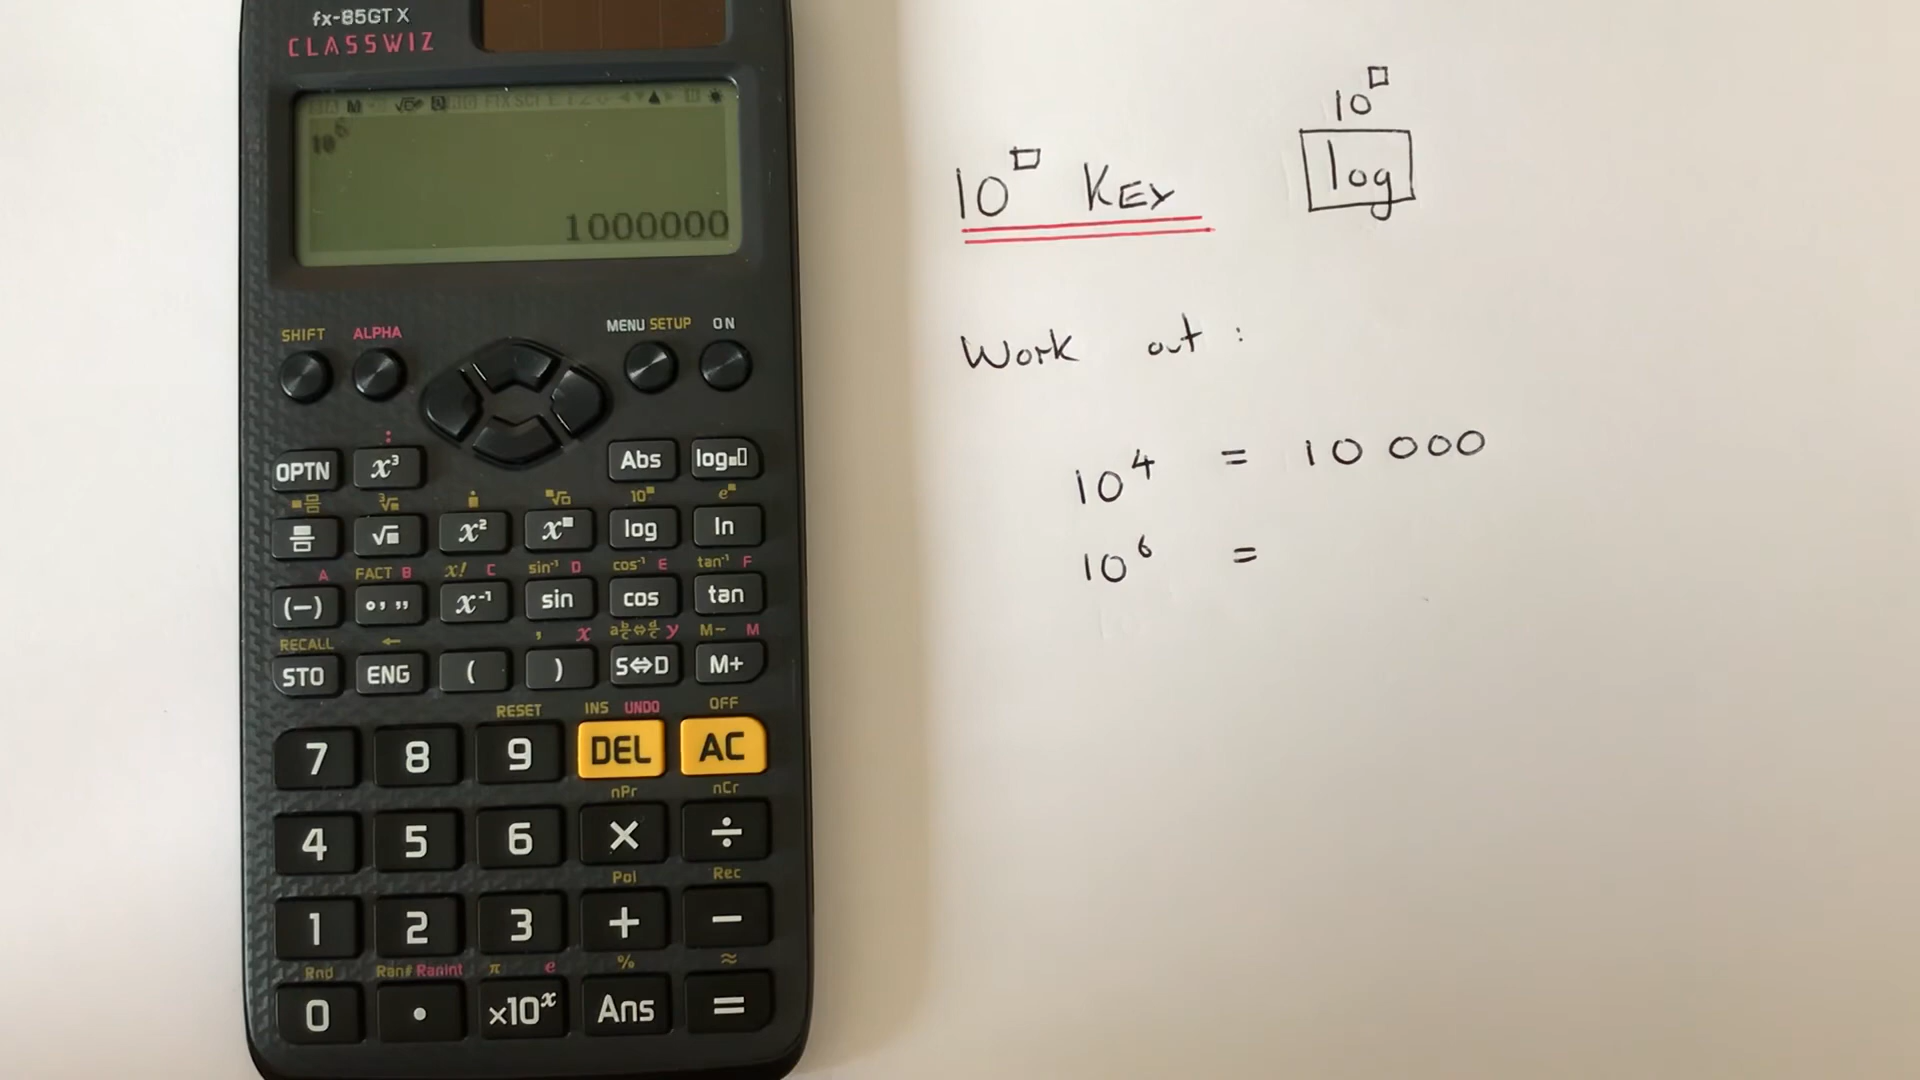 fx-85GT X
CLASSWIZ
10⁶
1000000
SHIFT ALPHA MENU SETUP ON
:
OPTN x³ Abs log▪▯
³√▫ ▫√▫ 10▪ e▪
√▪ x² x▪ log ln
A FACT B x! C sin⁻¹ D cos⁻¹ E tan⁻¹ F
(−) °’” x⁻¹ sin cos tan
RECALL ← , x a b/c⇔d/c y M− M
STO ENG ( ) S⇔D M+
RESET INS UNDO OFF
7 8 9 DEL AC
nPr nCr
4 5 6 × ÷
Pol Rec
1 2 3 + −
Rnd Ran# RanInt π e % ≈
0 • ×10ˣ Ans =
10□ KEY
10□
log
Work out :
10⁴ = 10 000
10⁶ =